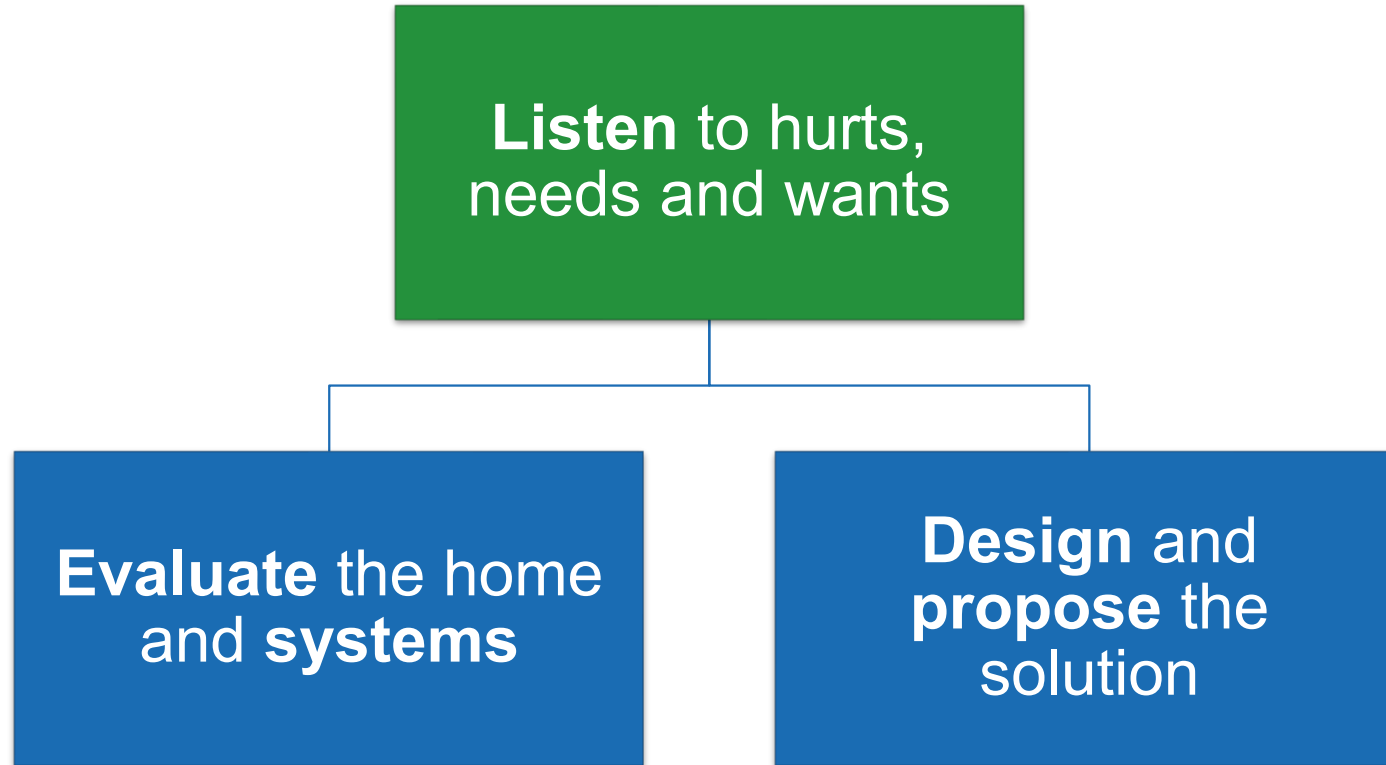 Listen to hurts,
needs and wants
Evaluate the home
and systems
Design and
propose the
solution